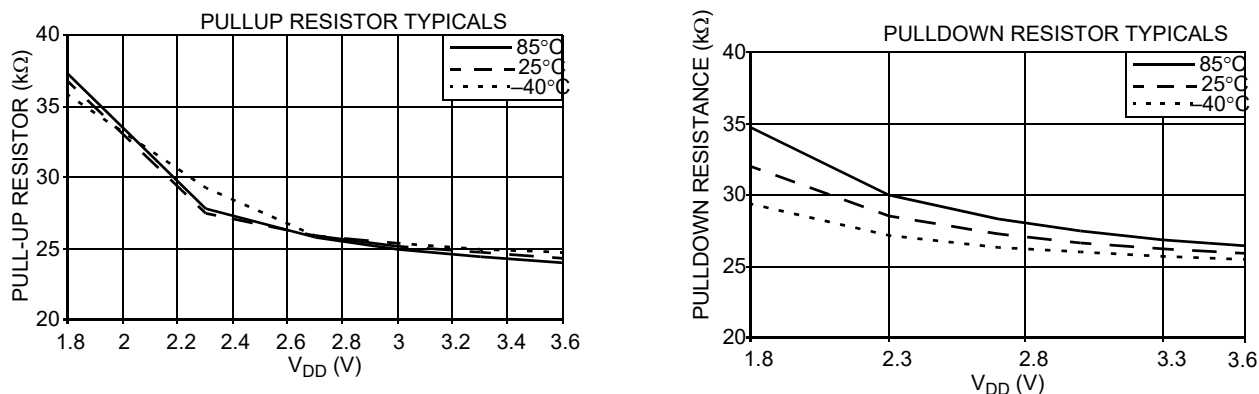 PULLUP RESISTOR TYPICALS
PULL-UP RESISTOR (kΩ)
40
35
30
25
20
85°C
25°C
–40°C
1.8 2 2.2 2.4 2.6 2.8 3 3.2 3.4 3.6
VDD (V)
PULLDOWN RESISTOR TYPICALS
PULLDOWN RESISTANCE (kΩ)
40
35
30
25
20
85°C
25°C
–40°C
1.8 2.3 2.8 3.3 3.6
VDD (V)